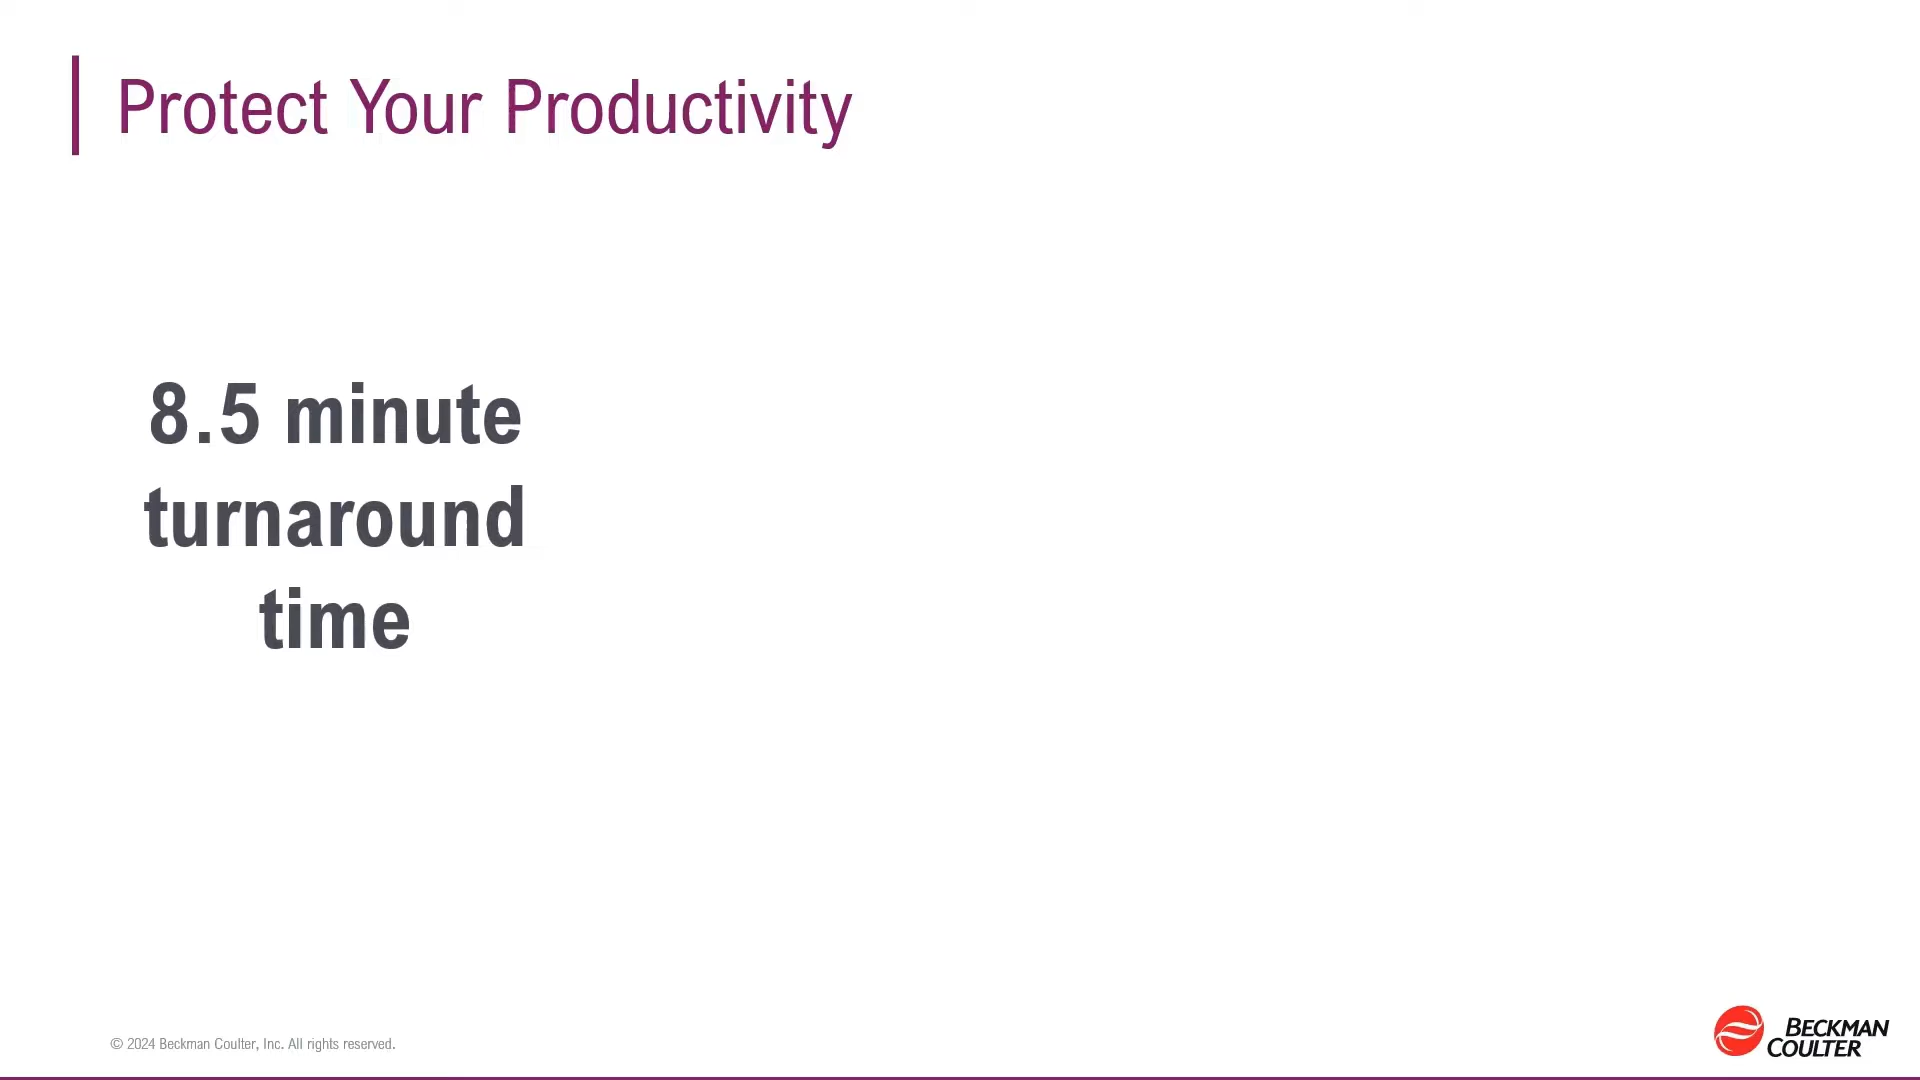 Protect Your Productivity
8.5 minute
turnaround
time
© 2024 Beckman Coulter, Inc. All rights reserved.
BECKMAN
COULTER